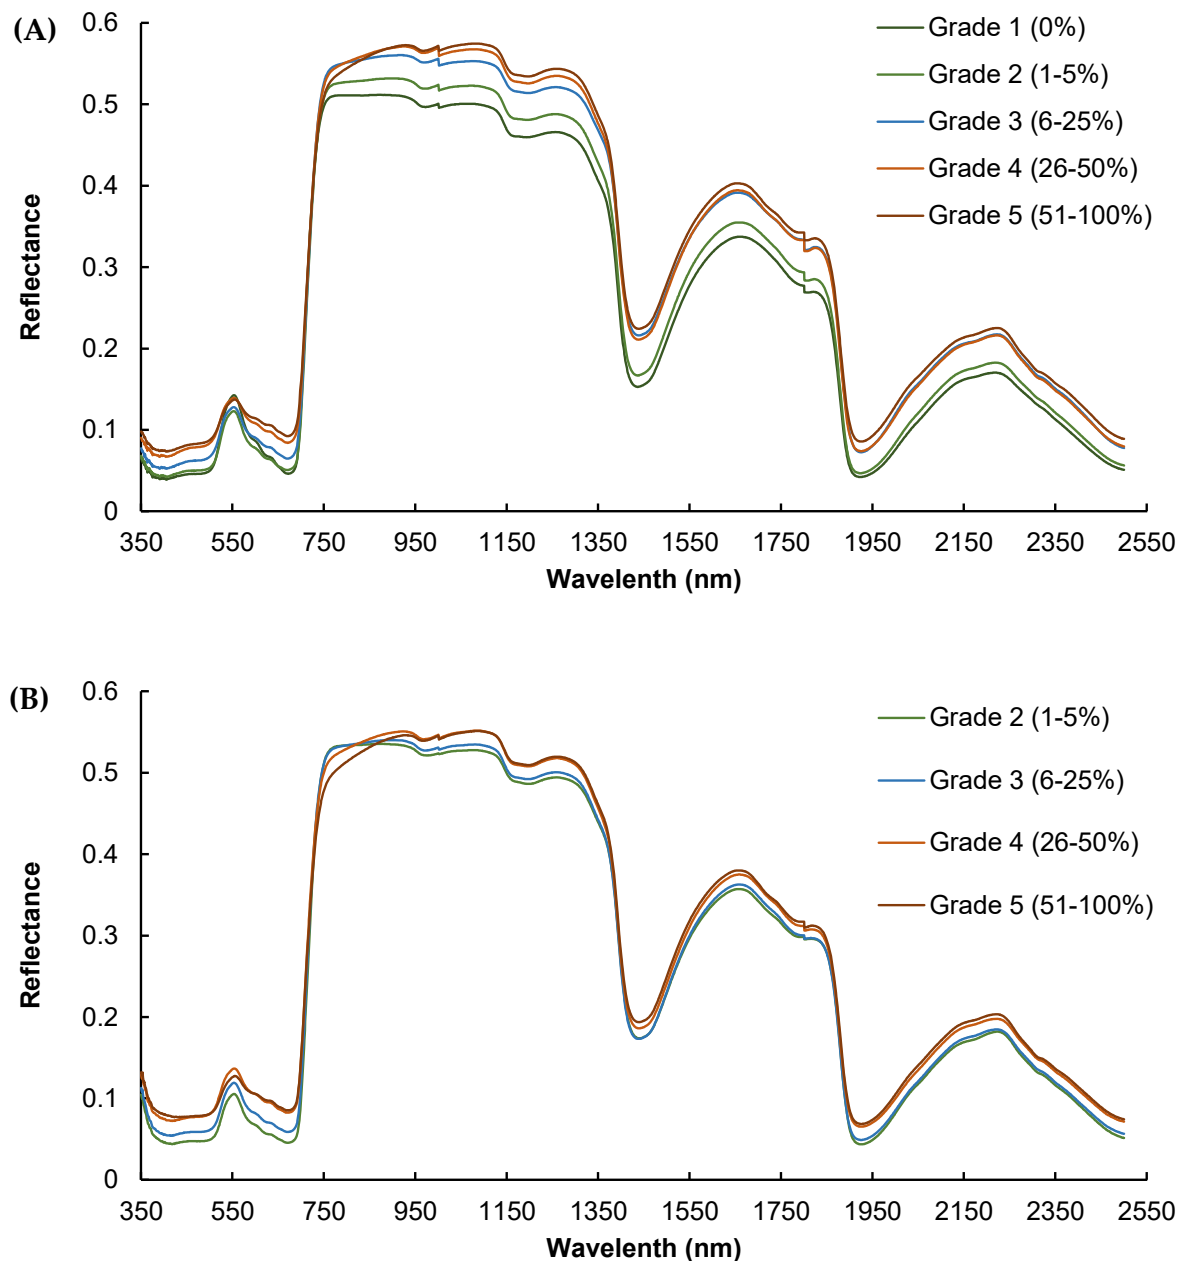 (A)
0.6
0.5
0.4
0.3
0.2
0.1
0
Reflectance
350 550 750 950 1150 1350 1550 1750 1950 2150 2350 2550
Wavelenth (nm)
Grade 1 (0%)
Grade 2 (1-5%)
Grade 3 (6-25%)
Grade 4 (26-50%)
Grade 5 (51-100%)
(B)
0.6
0.5
0.4
0.3
0.2
0.1
0
Reflectance
350 550 750 950 1150 1350 1550 1750 1950 2150 2350 2550
Wavelenth (nm)
Grade 2 (1-5%)
Grade 3 (6-25%)
Grade 4 (26-50%)
Grade 5 (51-100%)